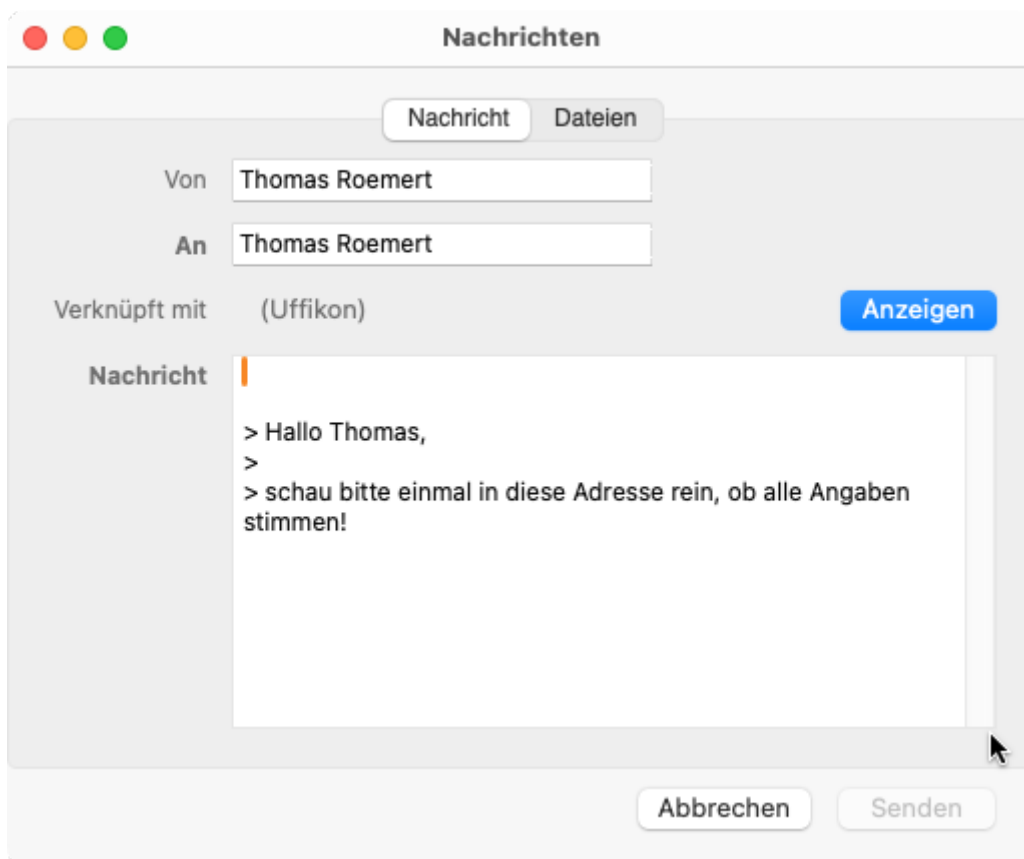 Nachrichten
Nachricht Dateien
Von Thomas Roemert
An Thomas Roemert
Verknüpft mit (Uffikon) Anzeigen
Nachricht
> Hallo Thomas,
>
> schau bitte einmal in diese Adresse rein, ob alle Angaben
stimmen!
Abbrechen Senden